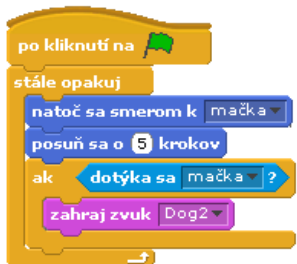 po kliknutí na
stále opakuj
natoč sa smerom k mačka
posuň sa o 5 krokov
ak dotýka sa mačka ?
zahraj zvuk Dog2